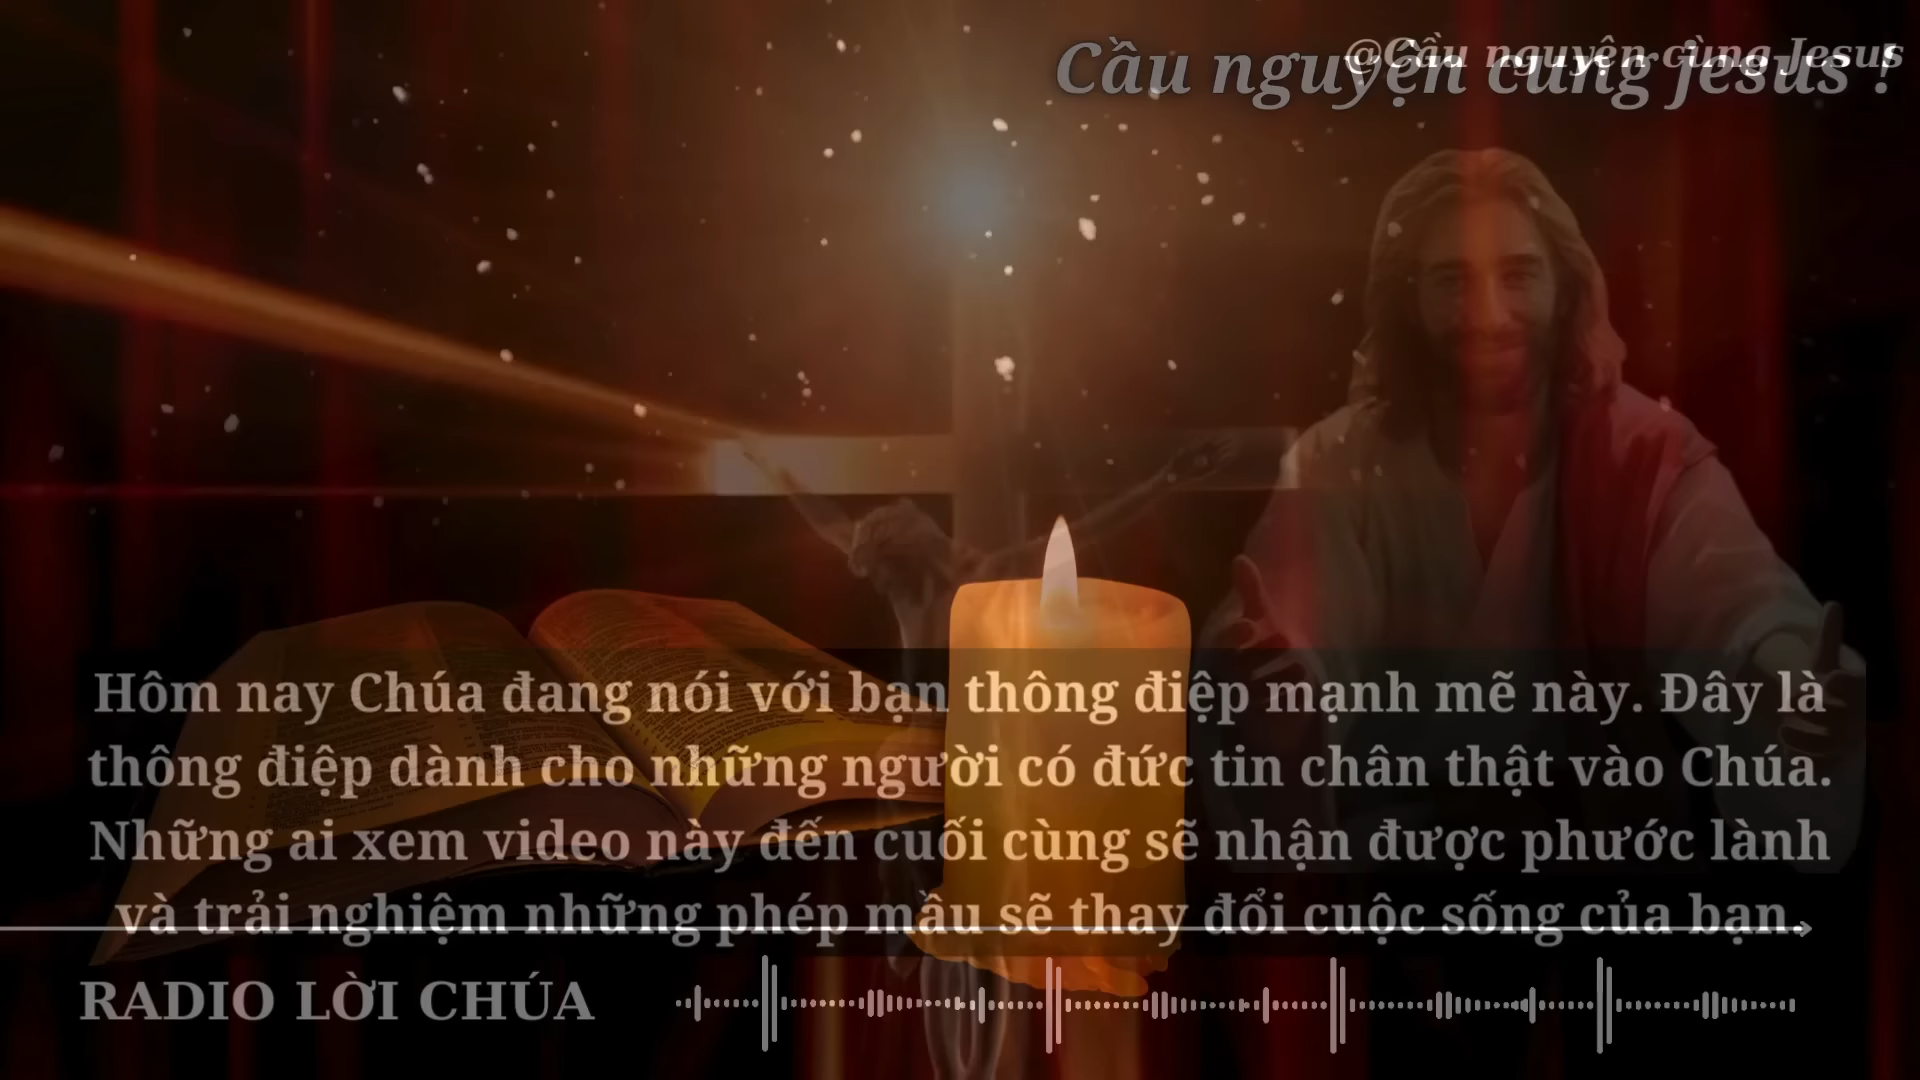 @Cầu nguyện cùng Jesus
Cầu nguyện cùng Jesus !
Hôm nay Chúa đang nói với bạn thông điệp mạnh mẽ này. Đây là
thông điệp dành cho những người có đức tin chân thật vào Chúa.
Những ai xem video này đến cuối cùng sẽ nhận được phước lành
và trải nghiệm những phép mầu sẽ thay đổi cuộc sống của bạn.
RADIO LỜI CHÚA